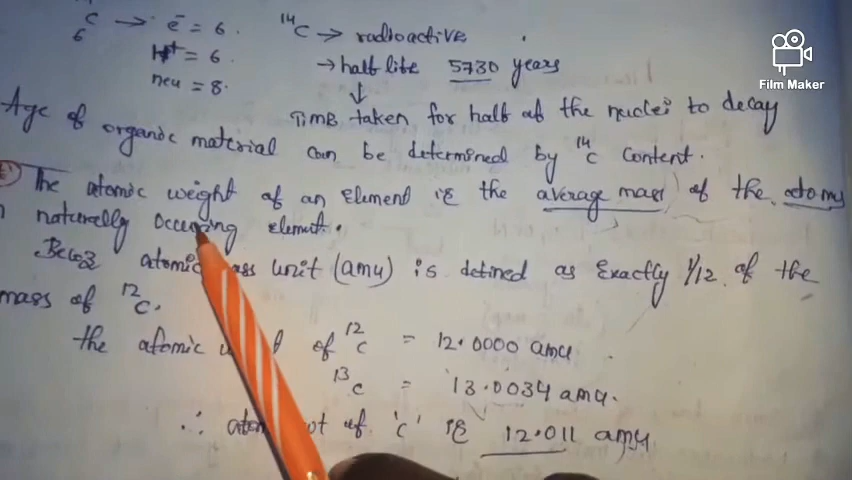 ¹⁴C → e⁻ = 6. ¹⁴C → radioactive
6 H⁺ = 6. → half life 5730 years
neu = 8. ↓
Time taken for half of the nuclei to decay
Age of organic material can be determined by ¹⁴C content.
The atomic weight of an Element is the average mass of the atoms
naturally occuring element.
atomic mass unit (amu) is defined as Exactly 1/12 of the
mass of ¹²C.
the atomic of ¹²C = 12.0000 amu
¹³C = 13.0034 amu.
∴ of 'C' is 12.011 amu
Film Maker